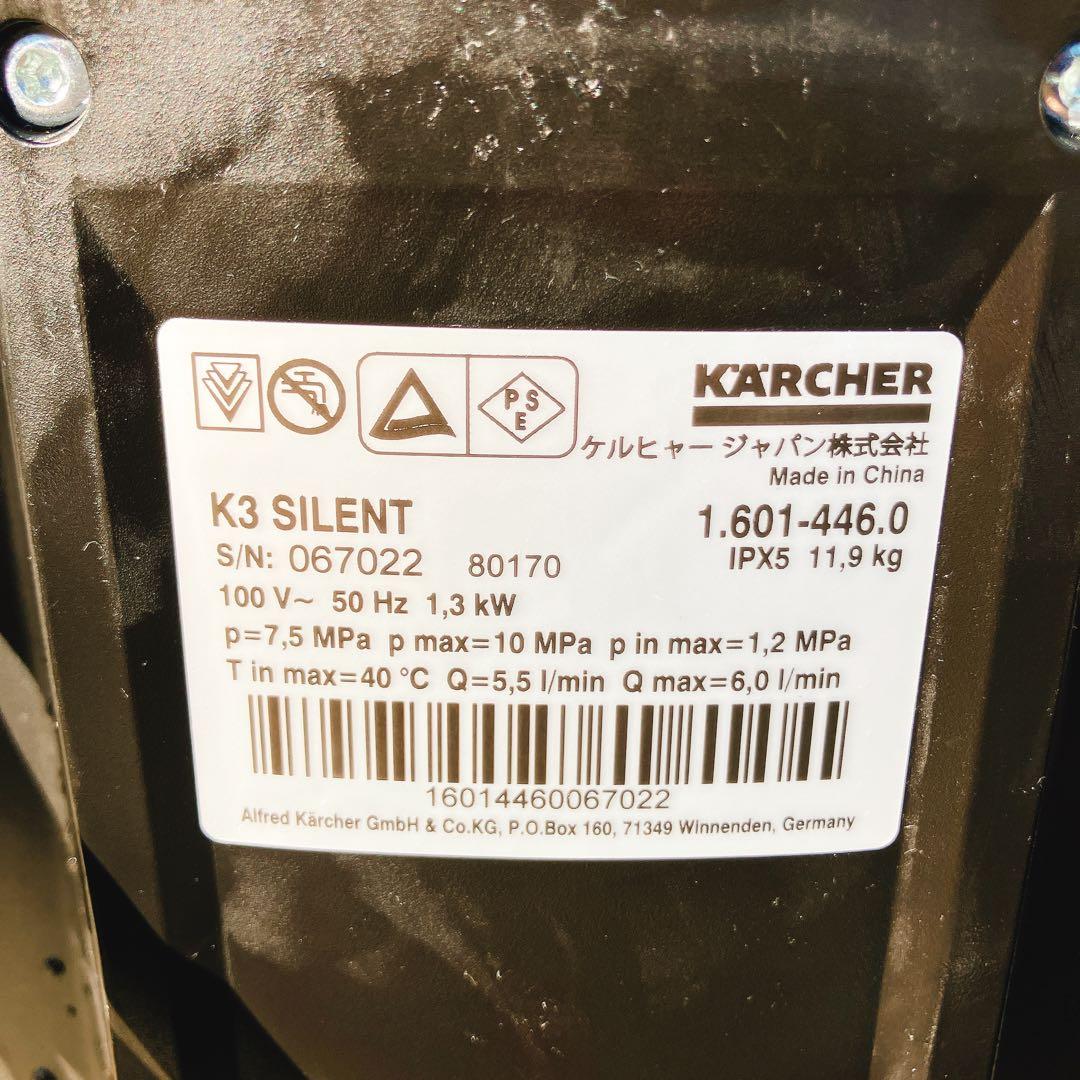 PSE
KÄRCHER
ケルヒャー ジャパン株式会社
Made in China
K3 SILENT 1.601-446.0
S/N: 067022 80170 IPX5 11,9 kg
100 V~ 50 Hz 1,3 kW
p=7,5 MPa p max=10 MPa p in max=1,2 MPa
T in max=40 °C Q=5,5 l/min Q max=6,0 l/min
16014460067022
Alfred Kärcher GmbH & Co.KG, P.O.Box 160, 71349 Winnenden, Germany